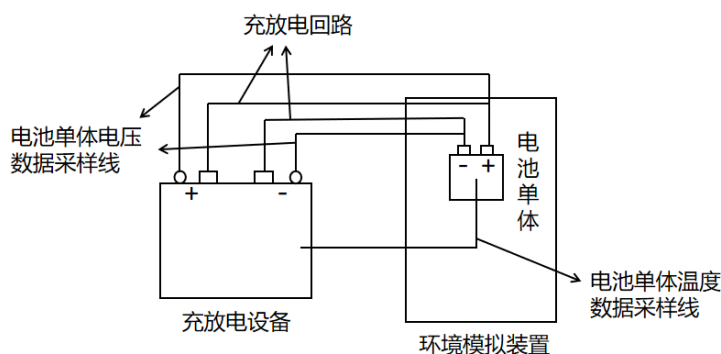 充放电回路
电池单体电压
数据采样线
+
-
- +
电池单体
电池单体温度
数据采样线
充放电设备
环境模拟装置